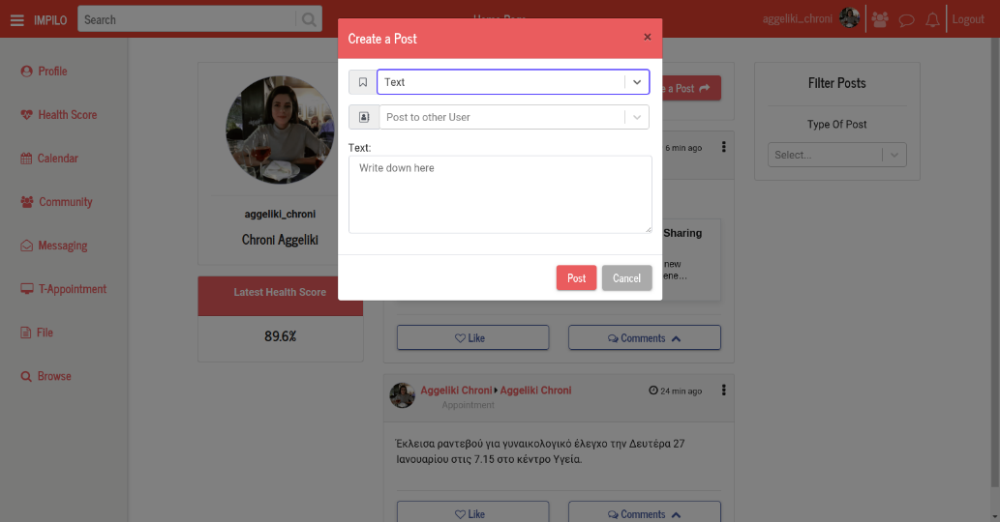 IMPILO
Search
Home Page
aggeliki_chroni
Logout
Profile
Health Score
Calendar
Community
Messaging
T-Appointment
File
Browse
aggeliki_chroni
Chroni Aggeliki
Latest Health Score
89.6%
Create a Post
×
Text
Post to other User
Text:
Write down here
Post
Cancel
e a Post
6 min ago
Sharing
new
ene...
Like
Comments
Aggeliki Chroni Aggeliki Chroni
24 min ago
Appointment
Έκλεισα ραντεβού για γυναικολογικό έλεγχο την Δευτέρα 27
Ιανουαρίου στις 7.15 στο κέντρο Υγεία.
Like
Comments
Filter Posts
Type Of Post
Select...